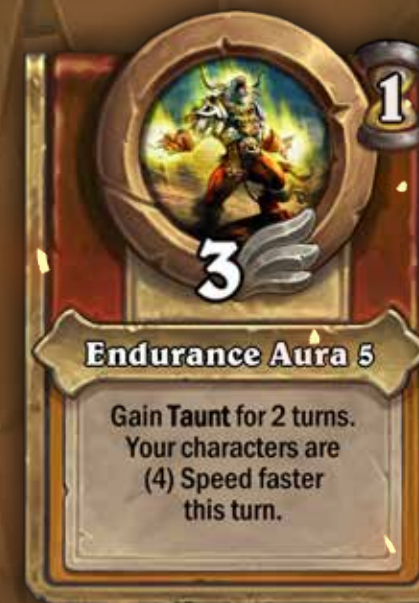 1
3
Endurance Aura 5
Gain Taunt for 2 turns.
Your characters are
(4) Speed faster
this turn.